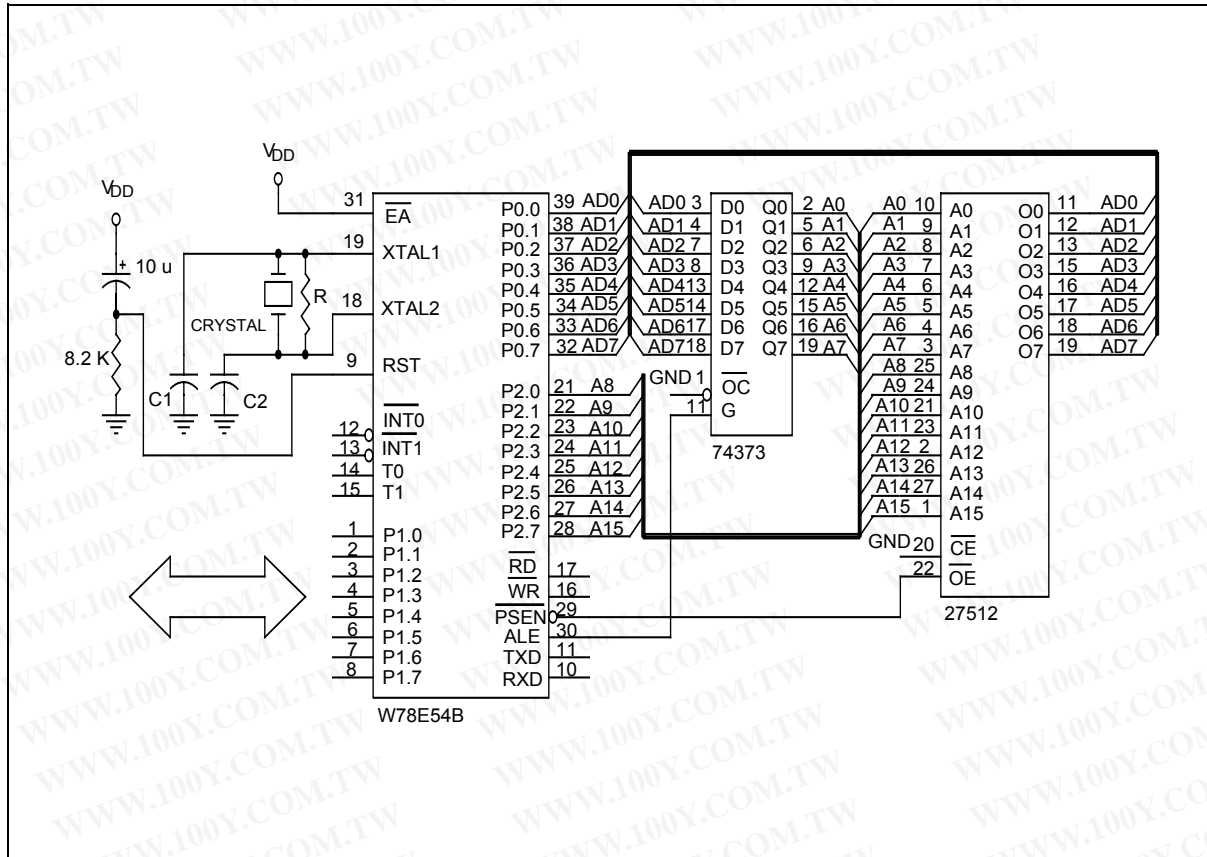 VDD
VDD
10 u
8.2 K
C1
C2
CRYSTAL
R
31 EA
19 XTAL1
18 XTAL2
9 RST
12 INT0
13 INT1
14 T0
15 T1
1 P1.0
2 P1.1
3 P1.2
4 P1.3
5 P1.4
6 P1.5
7 P1.6
8 P1.7
P0.0 39 AD0
P0.1 38 AD1
P0.2 37 AD2
P0.3 36 AD3
P0.4 35 AD4
P0.5 34 AD5
P0.6 33 AD6
P0.7 32 AD7
P2.0 21 A8
P2.1 22 A9
P2.2 23 A10
P2.3 24 A11
P2.4 25 A12
P2.5 26 A13
P2.6 27 A14
P2.7 28 A15
RD 17
WR 16
PSEN 29
ALE 30
TXD 11
RXD 10
W78E54B
AD0 3 D0 Q0 2 A0
AD1 4 D1 Q1 5 A1
AD2 7 D2 Q2 6 A2
AD3 8 D3 Q3 9 A3
AD4 13 D4 Q4 12 A4
AD5 14 D5 Q5 15 A5
AD6 17 D6 Q6 16 A6
AD7 18 D7 Q7 19 A7
GND 1 OC
11 G
74373
A0 10 A0 O0 11 AD0
A1 9 A1 O1 12 AD1
A2 8 A2 O2 13 AD2
A3 7 A3 O3 15 AD3
A4 6 A4 O4 16 AD4
A5 5 A5 O5 17 AD5
A6 4 A6 O6 18 AD6
A7 3 A7 O7 19 AD7
A8 25 A8
A9 24 A9
A10 21 A10
A11 23 A11
A12 2 A12
A13 26 A13
A14 27 A14
A15 1 A15
GND 20 CE
22 OE
27512
WWW.100Y.COM.TW